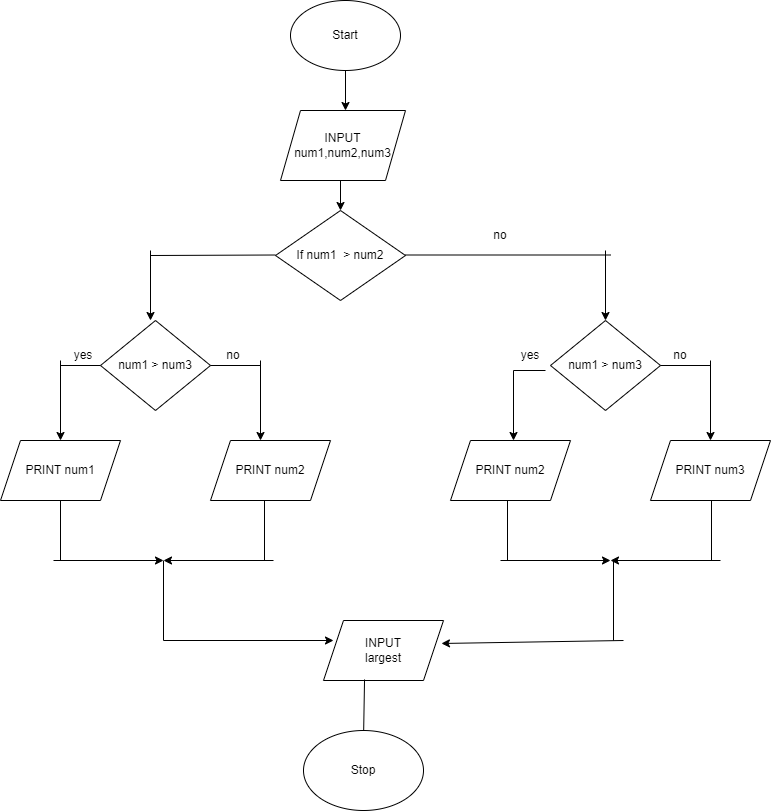 Start
INPUT
num1,num2,num3
If num1 > num2
no
yes
num1 > num3
no
yes
num1 > num3
no
PRINT num1
PRINT num2
PRINT num2
PRINT num3
INPUT
largest
Stop